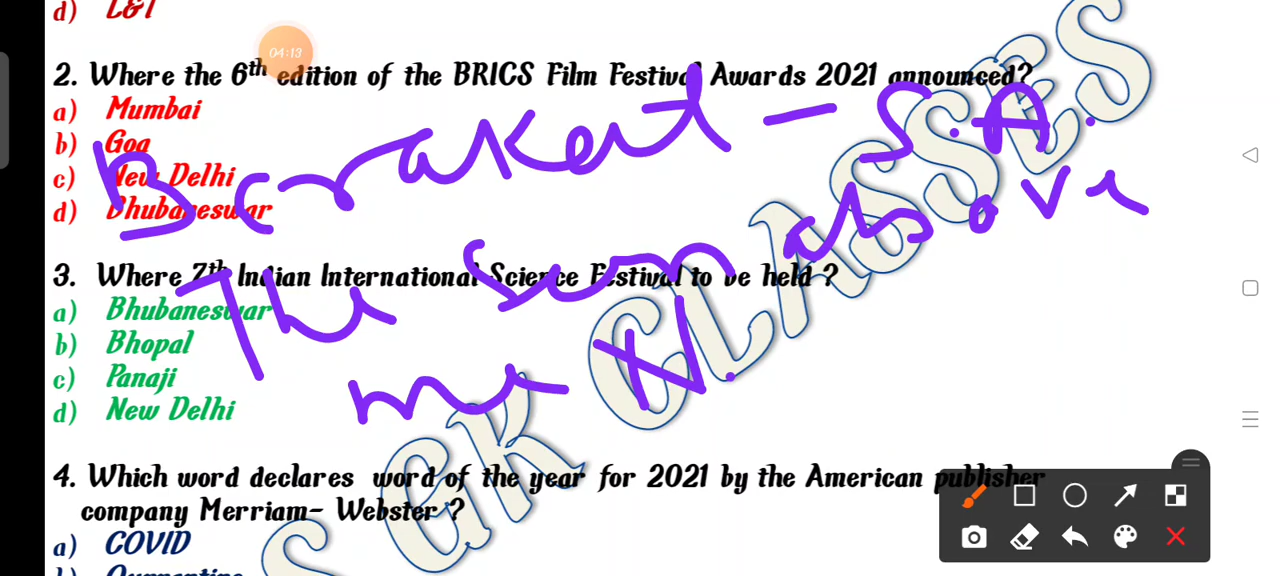 d) L&T
04:13
2. Where the 6th edition of the BRICS Film Festival Awards 2021 announced?
a) Mumbai
b) Goa
c) New Delhi
d) Bhubaneswar
Barakat - S.A.
3. Where 7th Indian International Science Festival to be held ?
a) Bhubaneswar
b) Bhopal
c) Panaji
d) New Delhi
4. Which word declares word of the year for 2021 by the American publisher
company Merriam- Webster ?
a) COVID
b) Quarantine
GK CLASSES